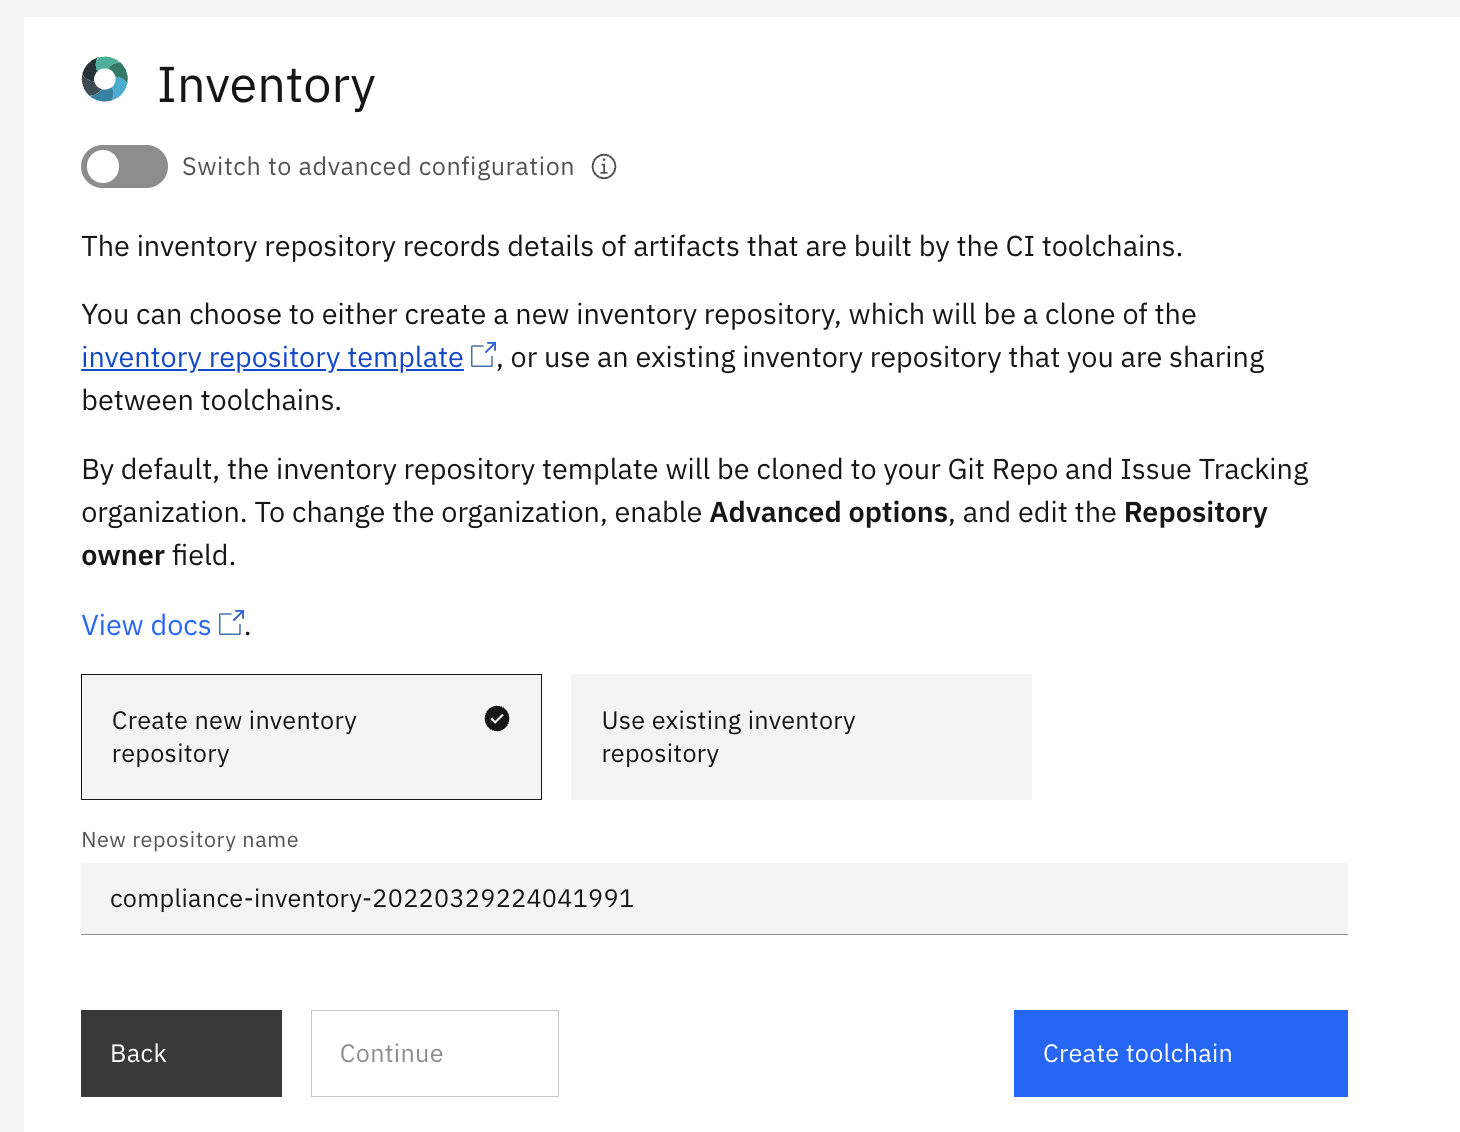 Inventory
Switch to advanced configuration
The inventory repository records details of artifacts that are built by the CI toolchains.
You can choose to either create a new inventory repository, which will be a clone of the
inventory repository template, or use an existing inventory repository that you are sharing
between toolchains.
By default, the inventory repository template will be cloned to your Git Repo and Issue Tracking
organization. To change the organization, enable Advanced options, and edit the Repository
owner field.
View docs.
Create new inventory
repository
Use existing inventory
repository
New repository name
compliance-inventory-20220329224041991
Back
Continue
Create toolchain